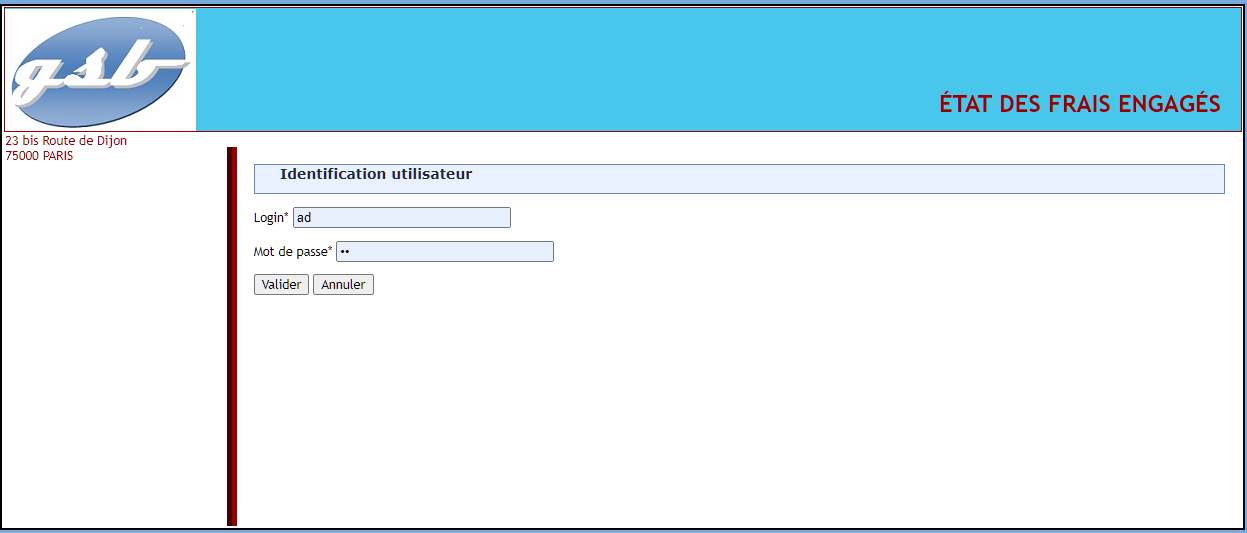 gsb
ÉTAT DES FRAIS ENGAGÉS
23 bis Route de Dijon
75000 PARIS
Identification utilisateur
Login* ad
Mot de passe* ••
Valider Annuler